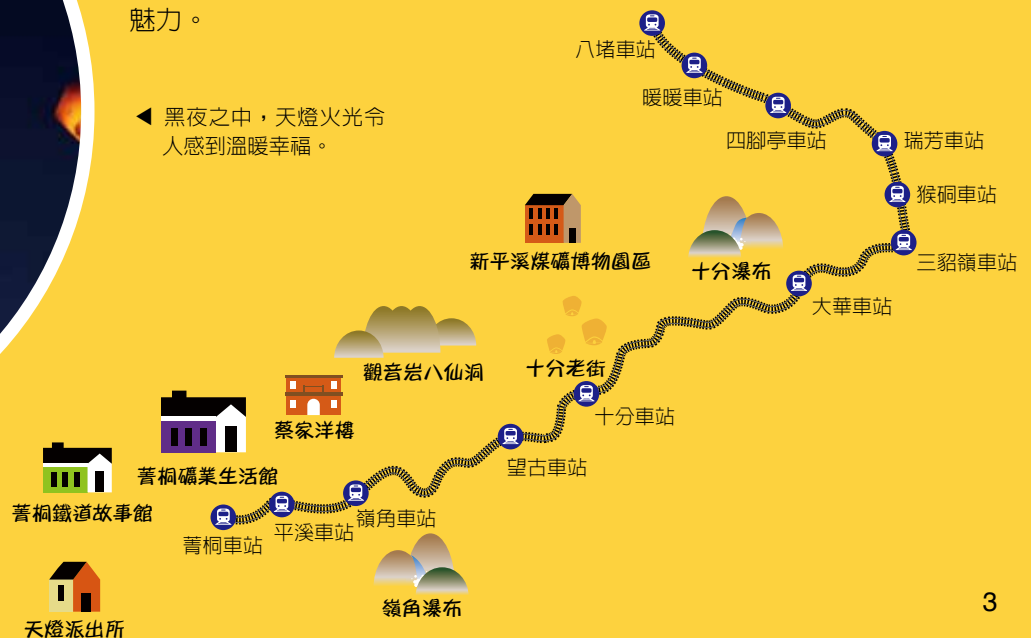 魅力。
◀ 黑夜之中，天燈火光令
人感到溫暖幸福。
八堵車站
暖暖車站
四腳亭車站
瑞芳車站
猴硐車站
三貂嶺車站
大華車站
十分瀑布
新平溪煤礦博物園區
十分老街
十分車站
觀音岩八仙洞
望古車站
蔡家洋樓
嶺角車站
嶺角瀑布
平溪車站
菁桐礦業生活館
菁桐車站
菁桐鐵道故事館
天燈派出所
3